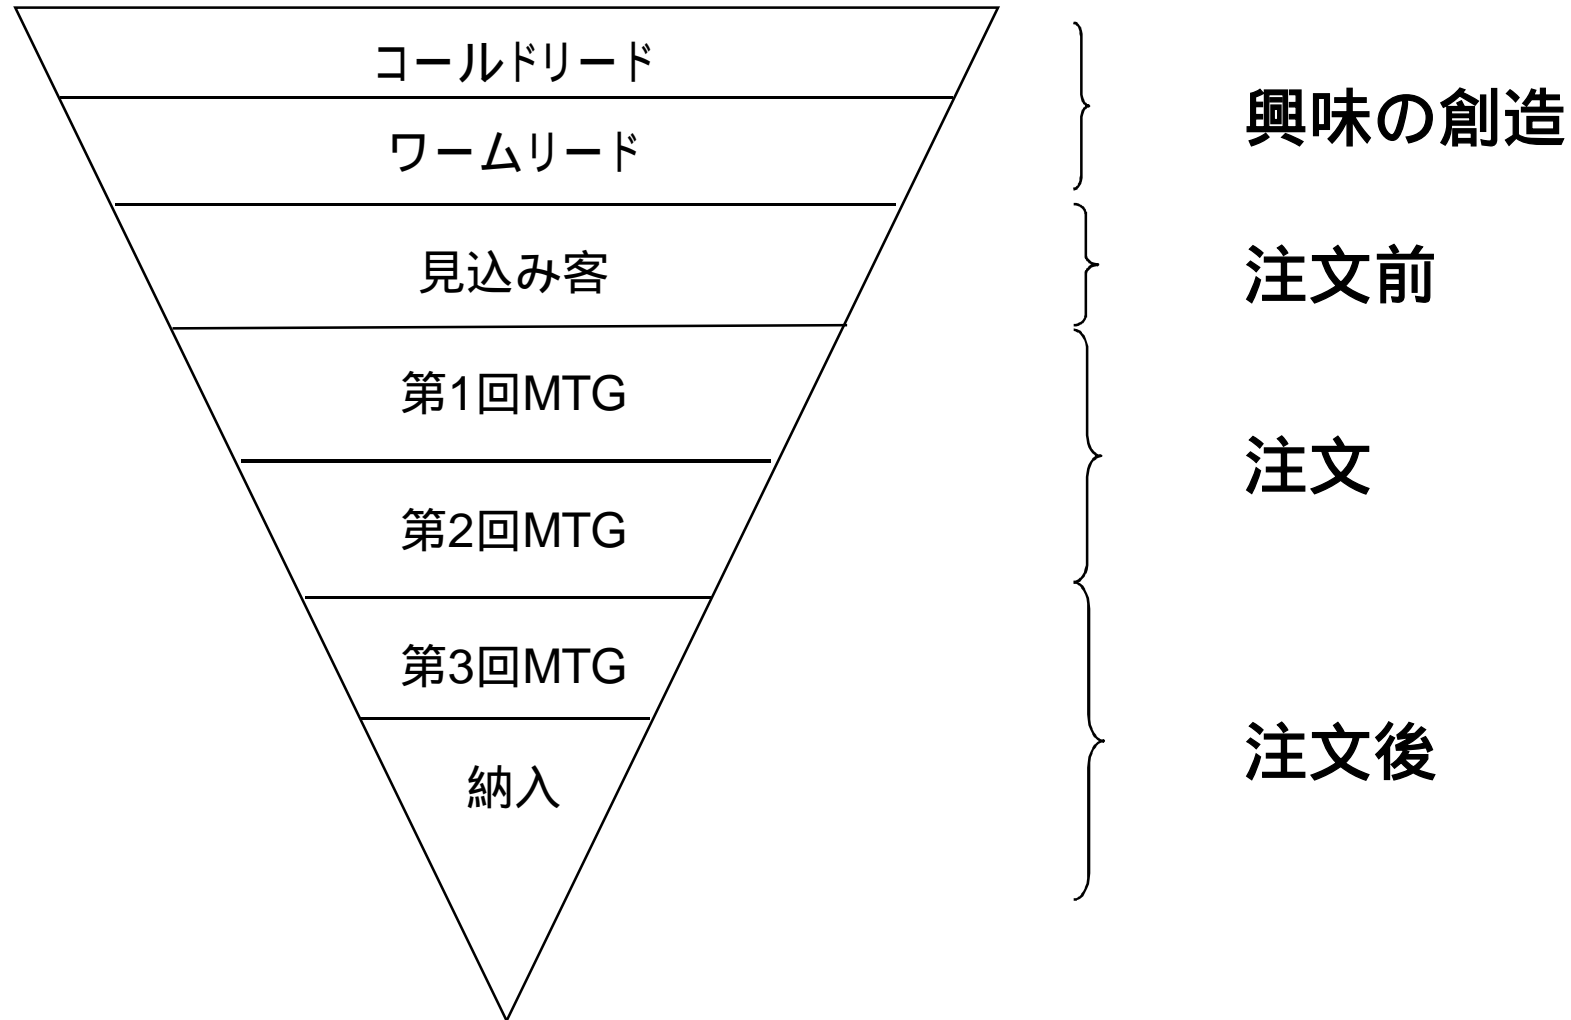 コールドリード
ワームリード
見込み客
第1回MTG
第2回MTG
第3回MTG
納入
興味の創造
注文前
注文
注文後